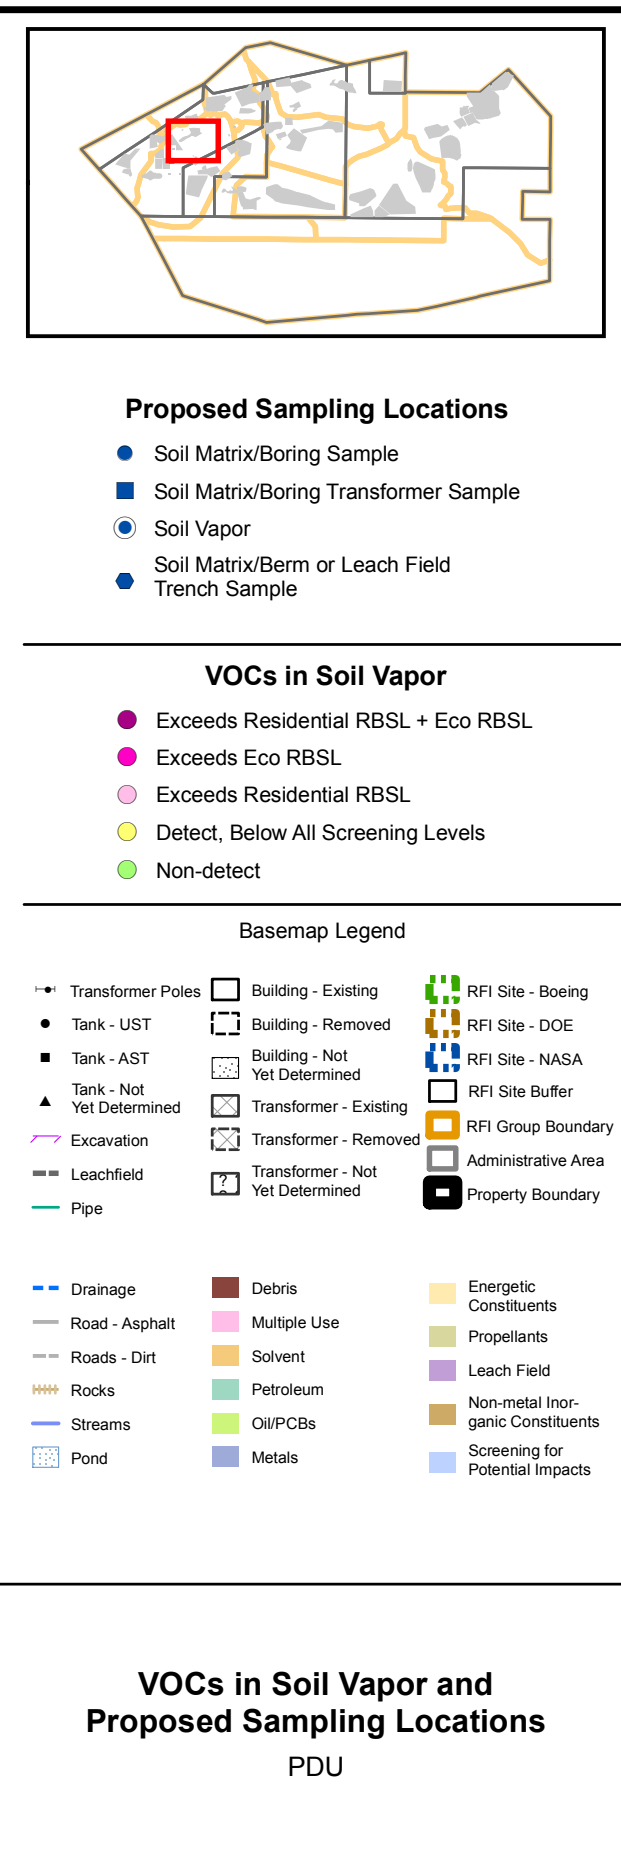 Proposed Sampling Locations
Soil Matrix/Boring Sample
Soil Matrix/Boring Transformer Sample
Soil Vapor
Soil Matrix/Berm or Leach Field
Trench Sample
VOCs in Soil Vapor
Exceeds Residential RBSL + Eco RBSL
Exceeds Eco RBSL
Exceeds Residential RBSL
Detect, Below All Screening Levels
Non-detect
Basemap Legend
Transformer Poles
Tank - UST
Tank - AST
Tank - Not
Yet Determined
Excavation
Leachfield
Pipe
Building - Existing
Building - Removed
Building - Not
Yet Determined
Transformer - Existing
Transformer - Removed
?
Transformer - Not
Yet Determined
RFI Site - Boeing
RFI Site - DOE
RFI Site - NASA
RFI Site Buffer
RFI Group Boundary
Administrative Area
Property Boundary
Drainage
Road - Asphalt
Roads - Dirt
Rocks
Streams
Pond
Debris
Multiple Use
Solvent
Petroleum
Oil/PCBs
Metals
Energetic
Constituents
Propellants
Leach Field
Non-metal Inor-
ganic Constituents
Screening for
Potential Impacts
VOCs in Soil Vapor and
Proposed Sampling Locations
PDU